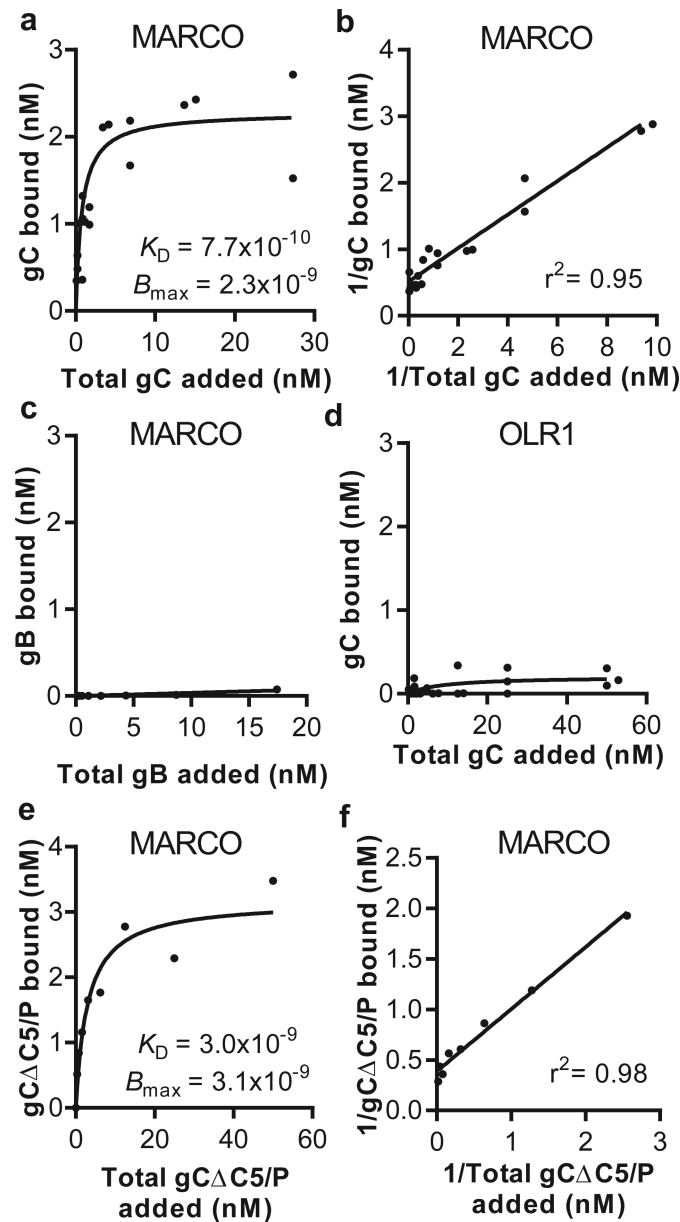 a
MARCO
gC bound (nM)
3
2
1
0
K_D = 7.7x10^-10
B_max = 2.3x10^-9
0 10 20 30
Total gC added (nM)
b
MARCO
1/gC bound (nM)
4
3
2
1
0
r^2= 0.95
0 2 4 6 8 10
1/Total gC added (nM)
c
MARCO
gB bound (nM)
3
2
1
0
0 5 10 15 20
Total gB added (nM)
d
OLR1
gC bound (nM)
3
2
1
0
0 20 40 60
Total gC added (nM)
e
MARCO
gCΔC5/P bound (nM)
4
3
2
1
0
K_D = 3.0x10^-9
B_max = 3.1x10^-9
0 20 40 60
Total gCΔC5/P
added (nM)
f
MARCO
1/gCΔC5/P bound (nM)
2.5
2.0
1.5
1.0
0.5
0.0
r^2= 0.98
0 1 2 3
1/Total gCΔC5/P
added (nM)